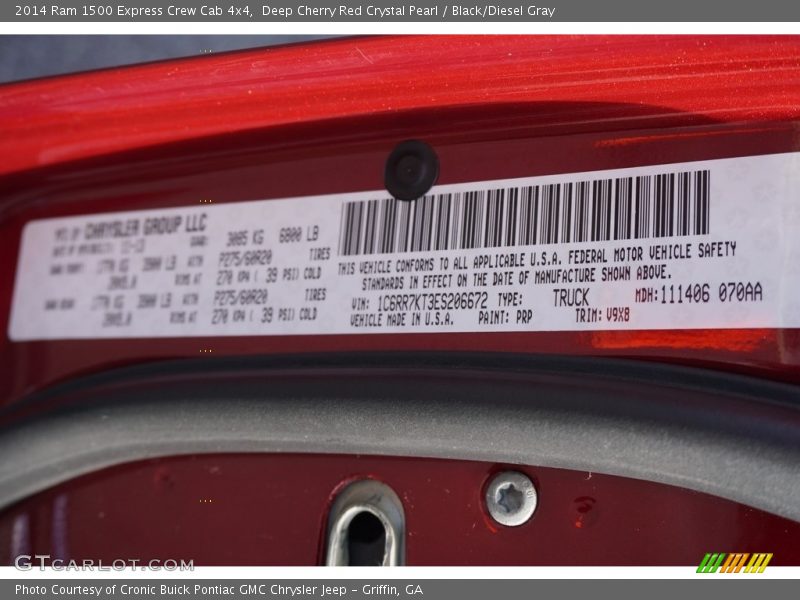 2014 Ram 1500 Express Crew Cab 4x4,  Deep Cherry Red Crystal Pearl / Black/Diesel Gray
CHRYSLER GROUP LLC
3085 KG 6800 LB
P275/60R20 TIRES
270 KPA ( 39 PSI) COLD
P275/60R20 TIRES
270 KPA ( 39 PSI) COLD
THIS VEHICLE CONFORMS TO ALL APPLICABLE U.S.A. FEDERAL MOTOR VEHICLE SAFETY
STANDARDS IN EFFECT ON THE DATE OF MANUFACTURE SHOWN ABOVE.
VIN: 1C6RR7KT3ES206672 TYPE: TRUCK MDH: 111406 070AA
VEHICLE MADE IN U.S.A. PAINT: PRP TRIM: V9X8
GTCARLOT.COM
Photo Courtesy of Cronic Buick Pontiac GMC Chrysler Jeep - Griffin, GA